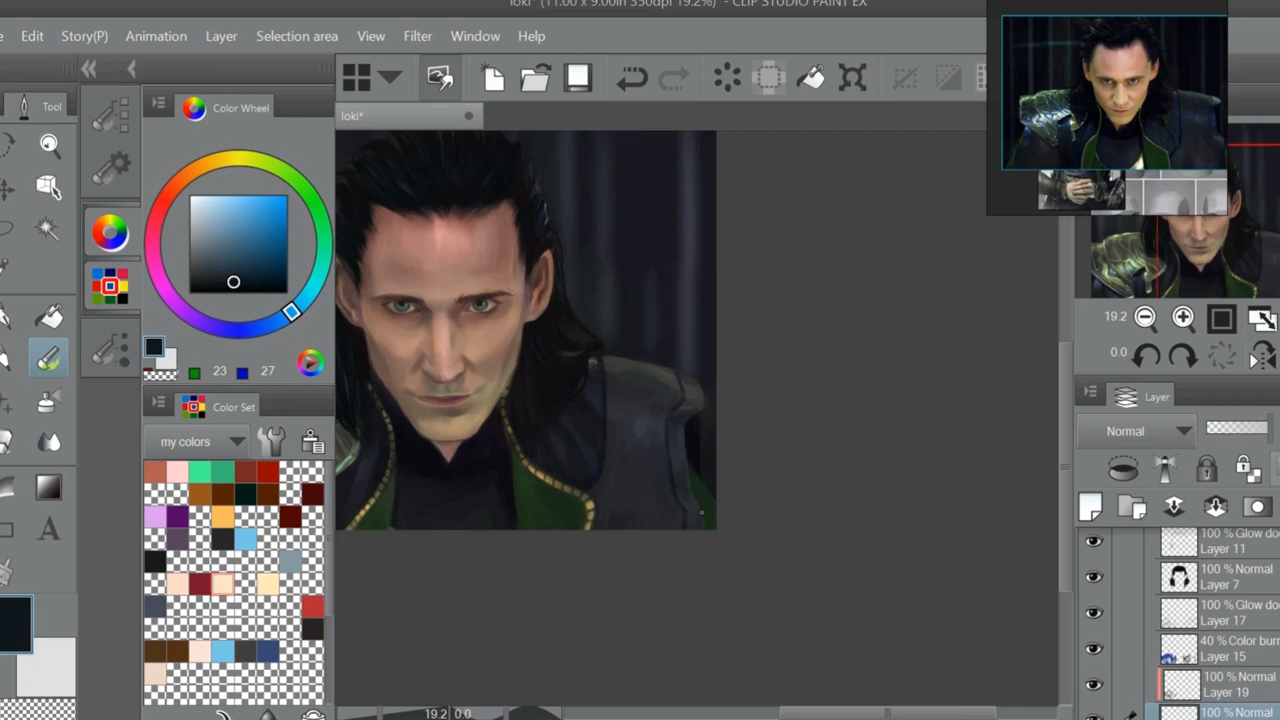 loki* (11.00 x 9.00in 350dpi 19.2%) - CLIP STUDIO PAINT EX
Edit Story(P) Animation Layer Selection area View Filter Window Help
Tool
Color Wheel
loki*
23 27
Color Set
my colors
A
19.2
0.0
Layer
Normal
100 % Glow do
Layer 11
100 % Normal
Layer 7
100 % Glow do
Layer 17
40 % Color burn
Layer 15
100 % Normal
Layer 19
100 % Normal
19.2 0.0